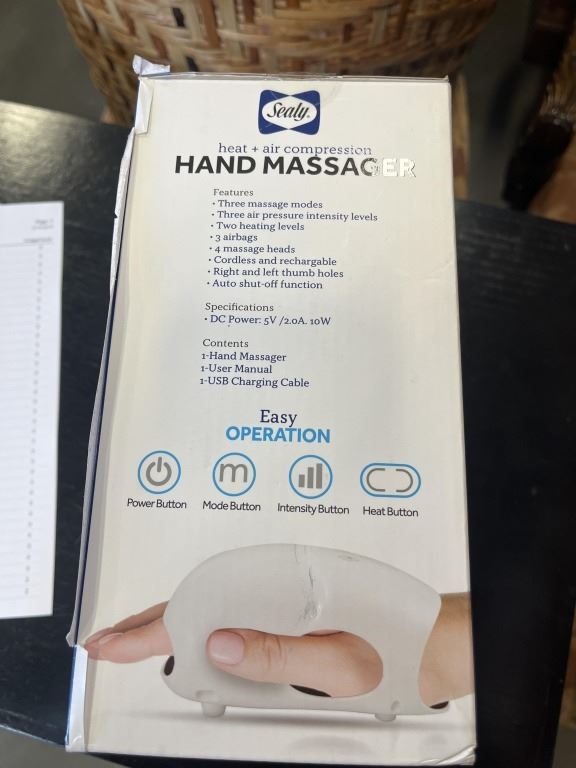 Sealy.
heat + air compression
HAND MASSAGER
Features
• Three massage modes
• Three air pressure intensity levels
• Two heating levels
• 3 airbags
• 4 massage heads
• Cordless and rechargable
• Right and left thumb holes
• Auto shut-off function
Specifications
• DC Power: 5V /2.0A. 10W
Contents
1-Hand Massager
1-User Manual
1-USB Charging Cable
Easy
OPERATION
m
Power Button Mode Button Intensity Button Heat Button